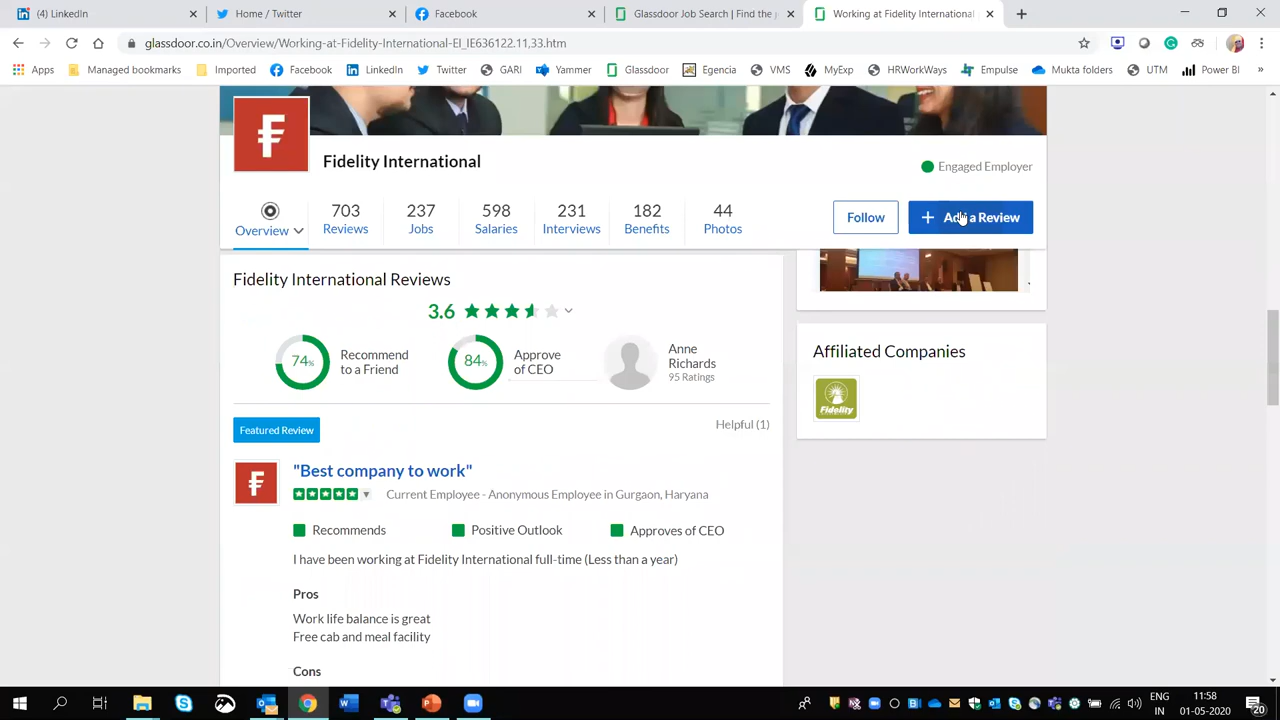 (4) LinkedIn
Home / Twitter
Facebook
Glassdoor Job Search | Find the j
Working at Fidelity International
glassdoor.co.in/Overview/Working-at-Fidelity-International-EI_IE636122.11,33.htm
Apps
Managed bookmarks
Imported
Facebook
LinkedIn
Twitter
GARI
Yammer
Glassdoor
Egencia
VMS
MyExp
HRWorkWays
Empulse
Mukta folders
UTM
Power BI
Fidelity International
Engaged Employer
Overview
703
Reviews
237
Jobs
598
Salaries
231
Interviews
182
Benefits
44
Photos
Follow
+ Add a Review
Fidelity International Reviews
3.6
74%
Recommend
to a Friend
84%
Approve
of CEO
Anne
Richards
95 Ratings
Affiliated Companies
Fidelity
Featured Review
Helpful (1)
"Best company to work"
Current Employee - Anonymous Employee in Gurgaon, Haryana
Recommends
Positive Outlook
Approves of CEO
I have been working at Fidelity International full-time (Less than a year)
Pros
Work life balance is great
Free cab and meal facility
Cons
ENG
IN
11:58
01-05-2020
20